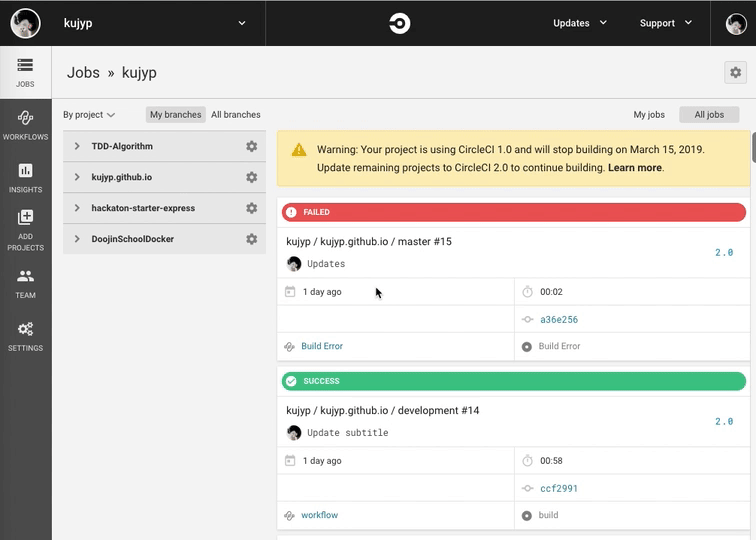 kujyp
Updates
Support
JOBS
WORKFLOWS
INSIGHTS
ADD
PROJECTS
TEAM
SETTINGS
Jobs » kujyp
By project
My branches
All branches
My jobs
All jobs
TDD-Algorithm
kujyp.github.io
hackaton-starter-express
DoojinSchoolDocker
Warning: Your project is using CircleCI 1.0 and will stop building on March 15, 2019.
Update remaining projects to CircleCI 2.0 to continue building. Learn more.
FAILED
kujyp / kujyp.github.io / master #15
2.0
Updates
1 day ago
00:02
a36e256
Build Error
Build Error
SUCCESS
kujyp / kujyp.github.io / development #14
2.0
Update subtitle
1 day ago
00:58
ccf2991
workflow
build